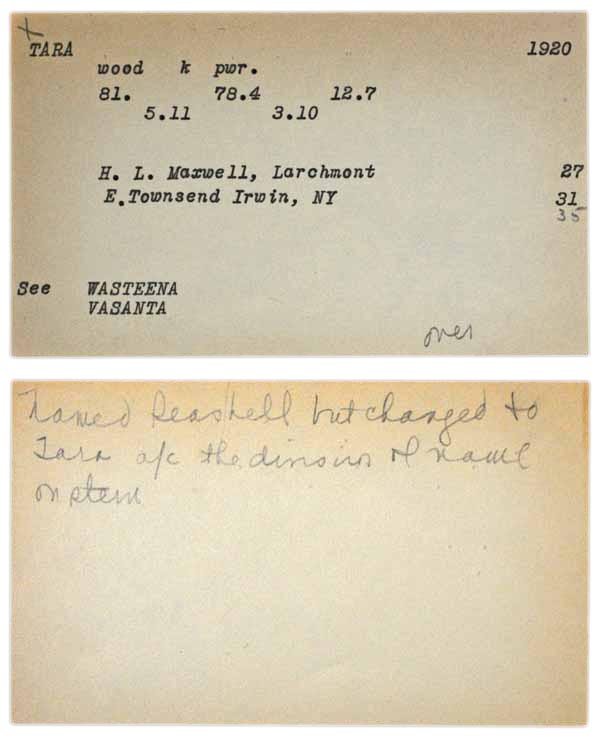 x
TARA 1920
wood k pwr.
81. 78.4 12.7
5.11 3.10
H. L. Maxwell, Larchmont 27
E.Townsend Irwin, NY 31
35
See WASTEENA
VASANTA
over
Named Seashell but changed to
Tara a/c the division of name
on stern